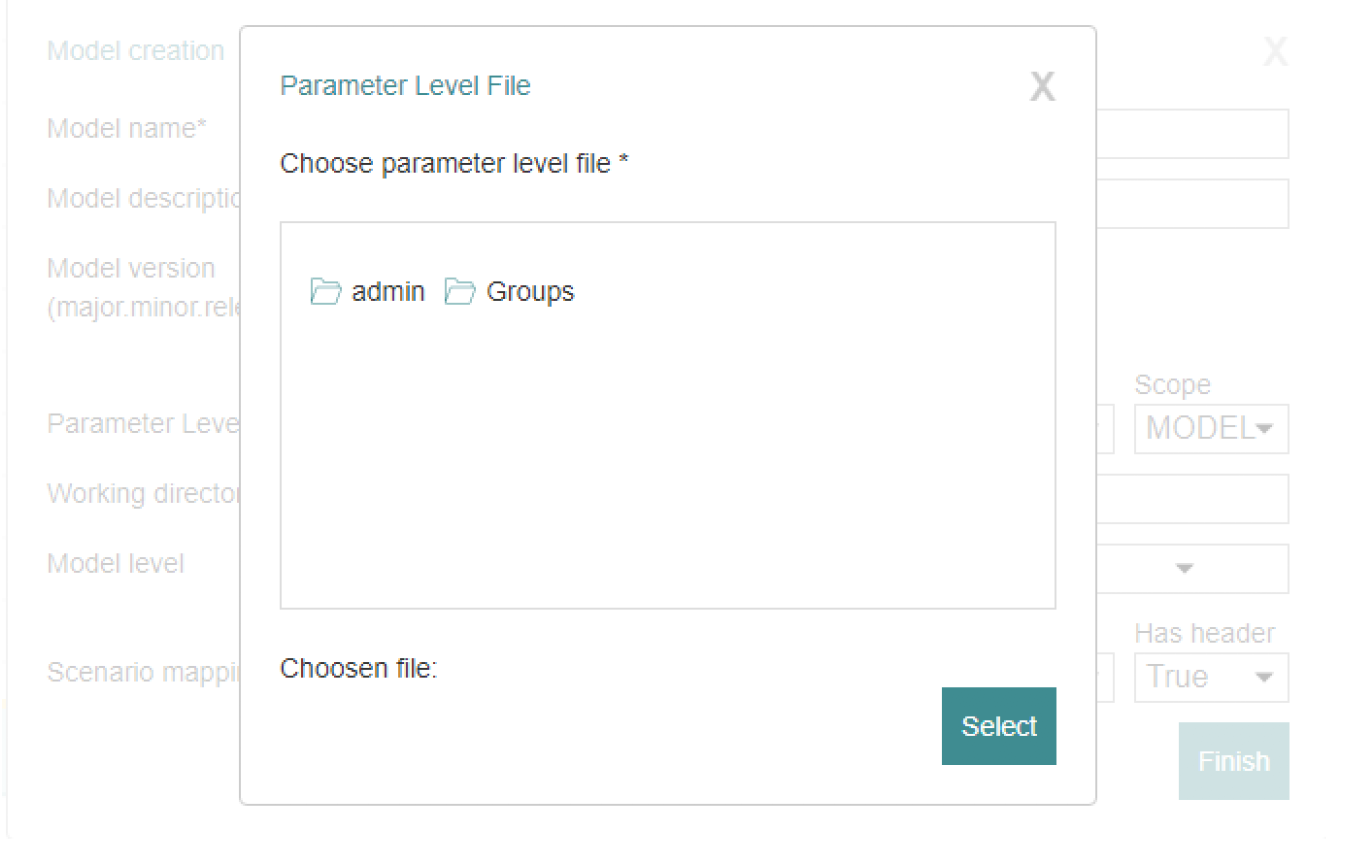 Model creation
X
Parameter Level File
X
Model name*
Choose parameter level file *
Model descriptio
Model version
(major.minor.rele
admin Groups
Scope
Parameter Leve
MODEL
Working director
Model level
Has header
Scenario mappi
True
Choosen file:
Select
Finish